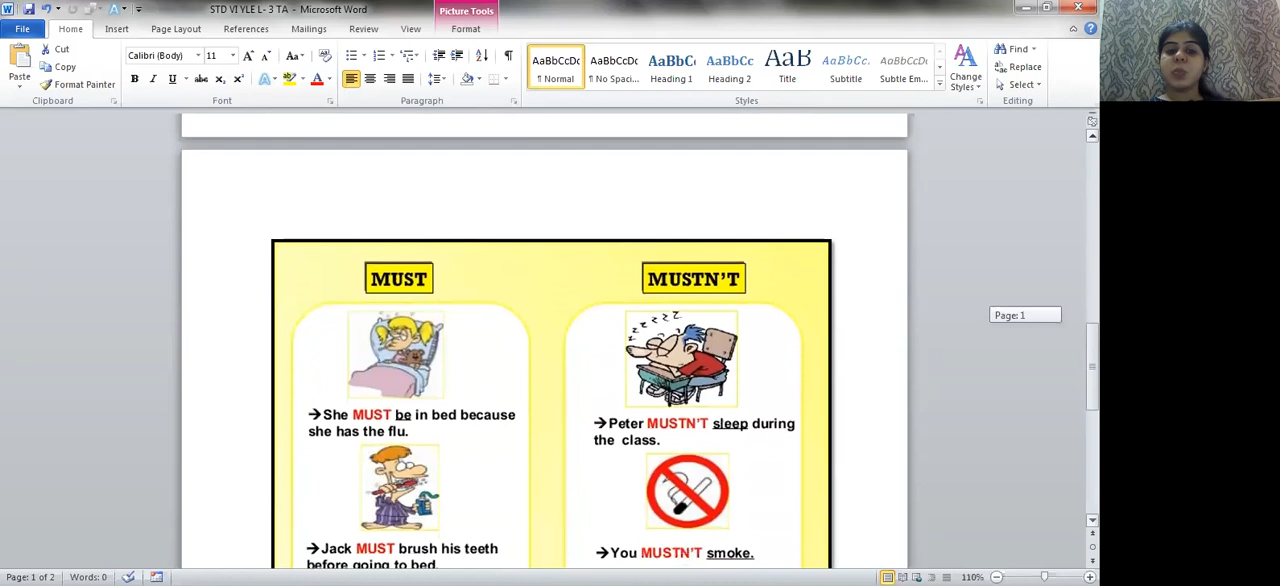 STD VI YLE L- 3 TA - Microsoft Word
Picture Tools
File
Home
Insert
Page Layout
References
Mailings
Review
View
Format
Paste
Cut
Copy
Format Painter
Clipboard
Calibri (Body)
11
Font
Paragraph
AaBbCcDc
¶ Normal
AaBbCcDc
¶ No Spaci...
AaBbCc
Heading 1
AaBbCc
Heading 2
AaB
Title
AaBbCc.
Subtitle
AaBbCcDc
Subtle Em...
Change
Styles
Styles
Find
Replace
Select
Editing
MUST
MUSTN'T
z z z z z
→She MUST be in bed because
she has the flu.
→Peter MUSTN'T sleep during
the class.
→Jack MUST brush his teeth
before going to bed.
→You MUSTN'T smoke.
Page: 1
Page: 1 of 2
Words: 0
110%